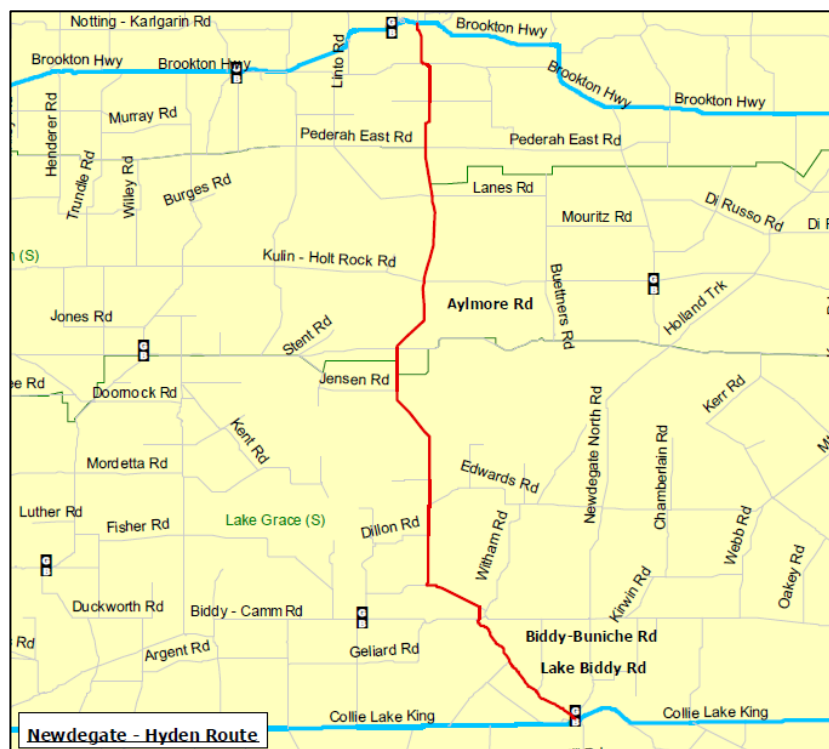 Notting - Karlgarin Rd
Brookton Hwy
Linto Rd
Brookton Hwy
Brookton Hwy
Brookton Hwy
Brookton Hwy
Henderer Rd
Murray Rd
Pederah East Rd
Pederah East Rd
Trundle Rd
Willey Rd
Burges Rd
Lanes Rd
Mouritz Rd
Di Russo Rd
Di F
(S)
Kulin - Holt Rock Rd
Buettners Rd
Holland Trk
Aylmore Rd
Jones Rd
Stent Rd
ee Rd
Doornock Rd
Jensen Rd
Kerr Rd
Newdegate North Rd
Chamberlain Rd
Kent Rd
Mordetta Rd
Edwards Rd
Luther Rd
Fisher Rd
Lake Grace (S)
Dillon Rd
Witham Rd
Webb Rd
Oakey Rd
Kirwin Rd
Duckworth Rd
Biddy - Camm Rd
Biddy-Buniche Rd
s Rd
Argent Rd
Geliard Rd
Lake Biddy Rd
Collie Lake King
Collie Lake King
Newdegate - Hyden Route